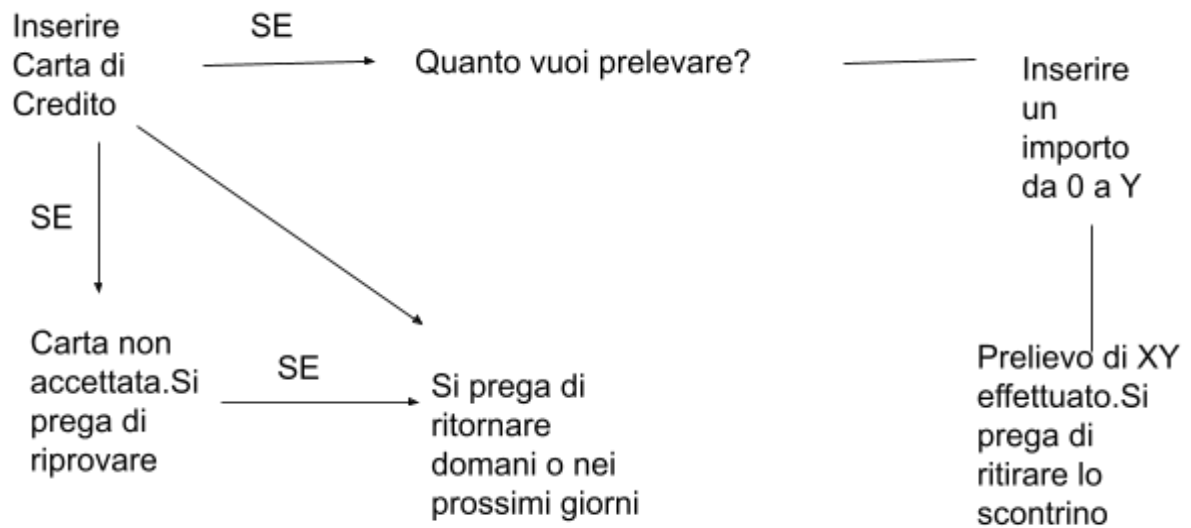 Inserire
Carta di
Credito
SE
Quanto vuoi prelevare?
Inserire
un
importo
da 0 a Y
SE
Carta non
accettata.Si
prega di
riprovare
SE
Si prega di
ritornare
domani o nei
prossimi giorni
Prelievo di XY
effettuato.Si
prega di
ritirare lo
scontrino